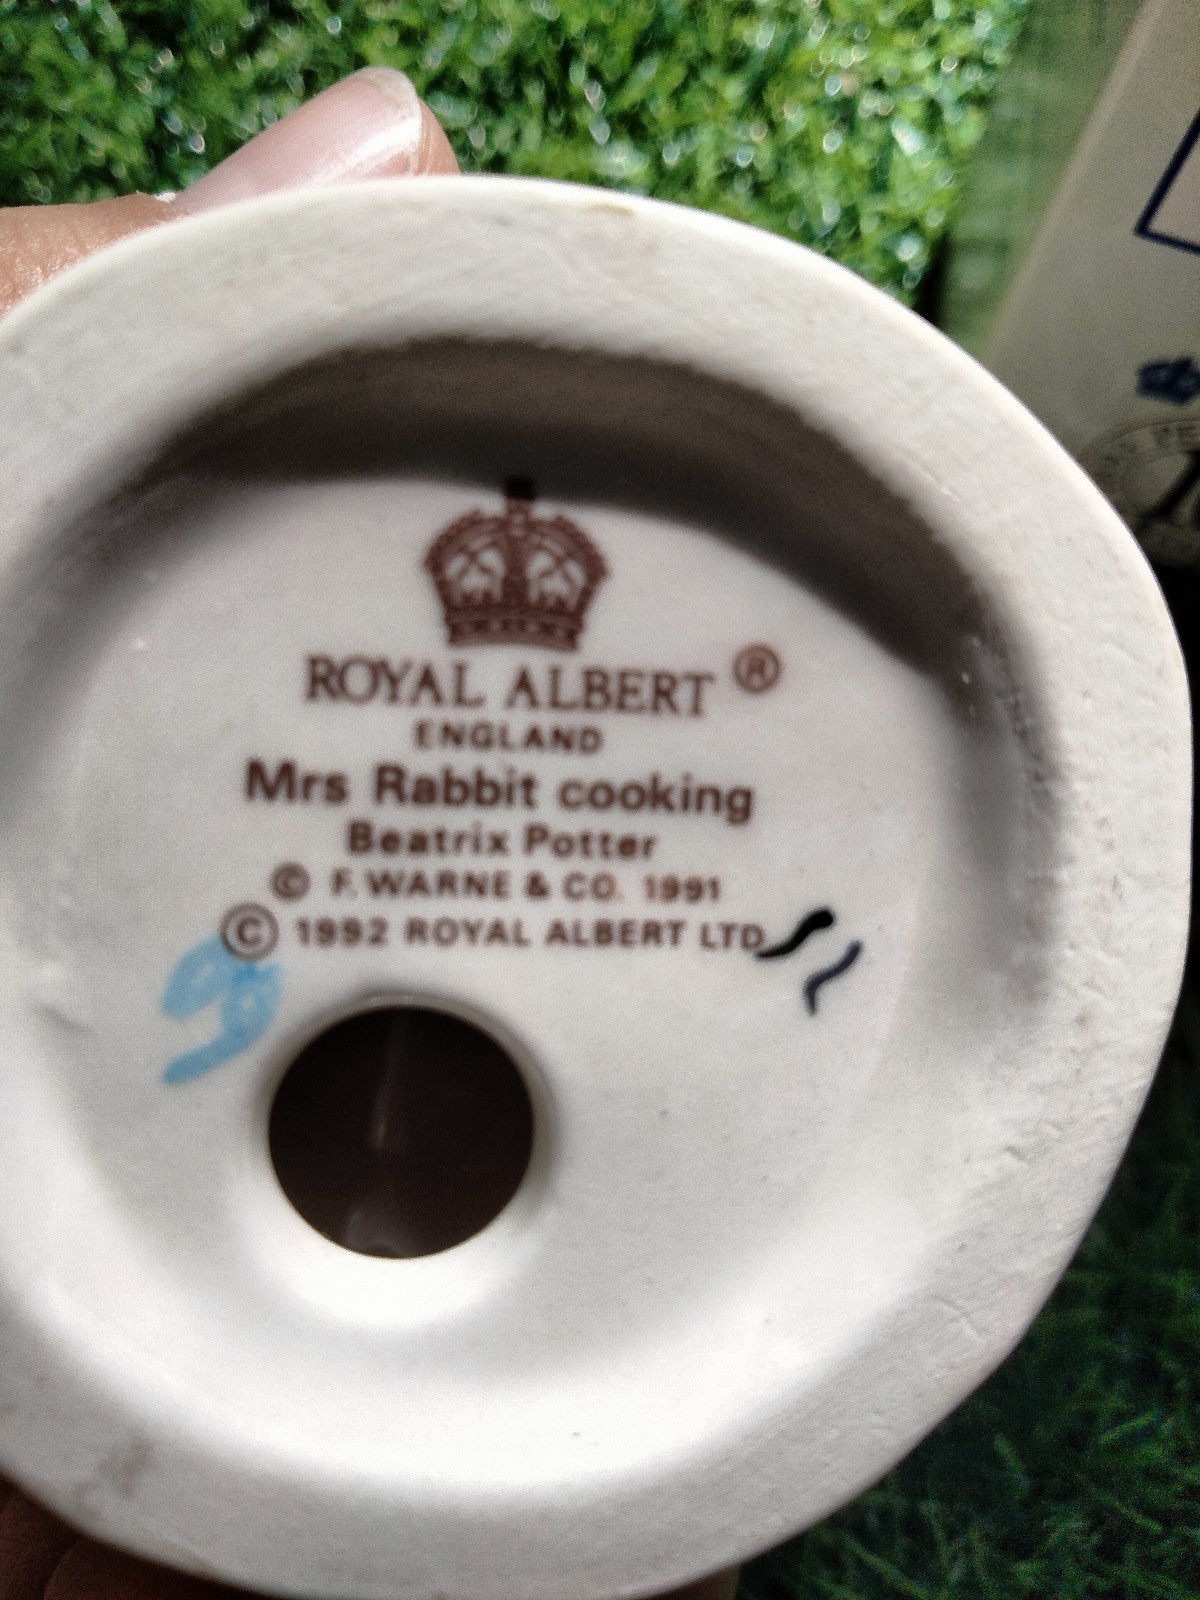 ROYAL ALBERT ®
ENGLAND
Mrs Rabbit cooking
Beatrix Potter
© F. WARNE & CO. 1991
© 1992 ROYAL ALBERT LTD